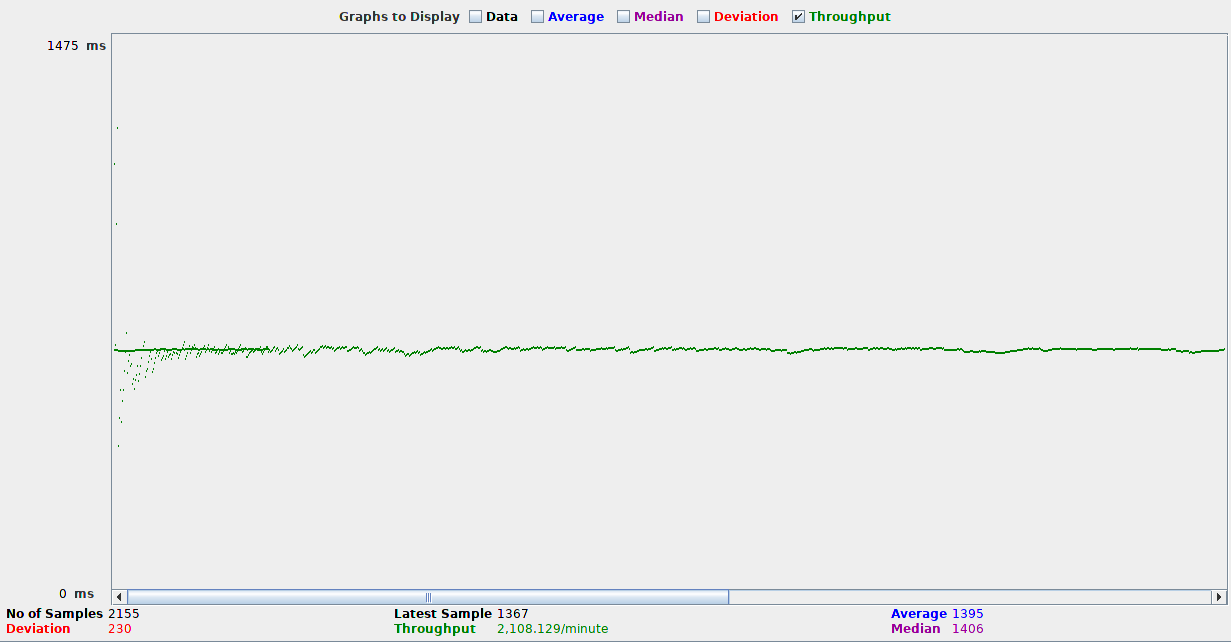 Graphs to Display Data Average Median Deviation Throughput
1475 ms
0 ms
No of Samples 2155 Latest Sample 1367 Average 1395
Deviation 230 Throughput 2,108.129/minute Median 1406